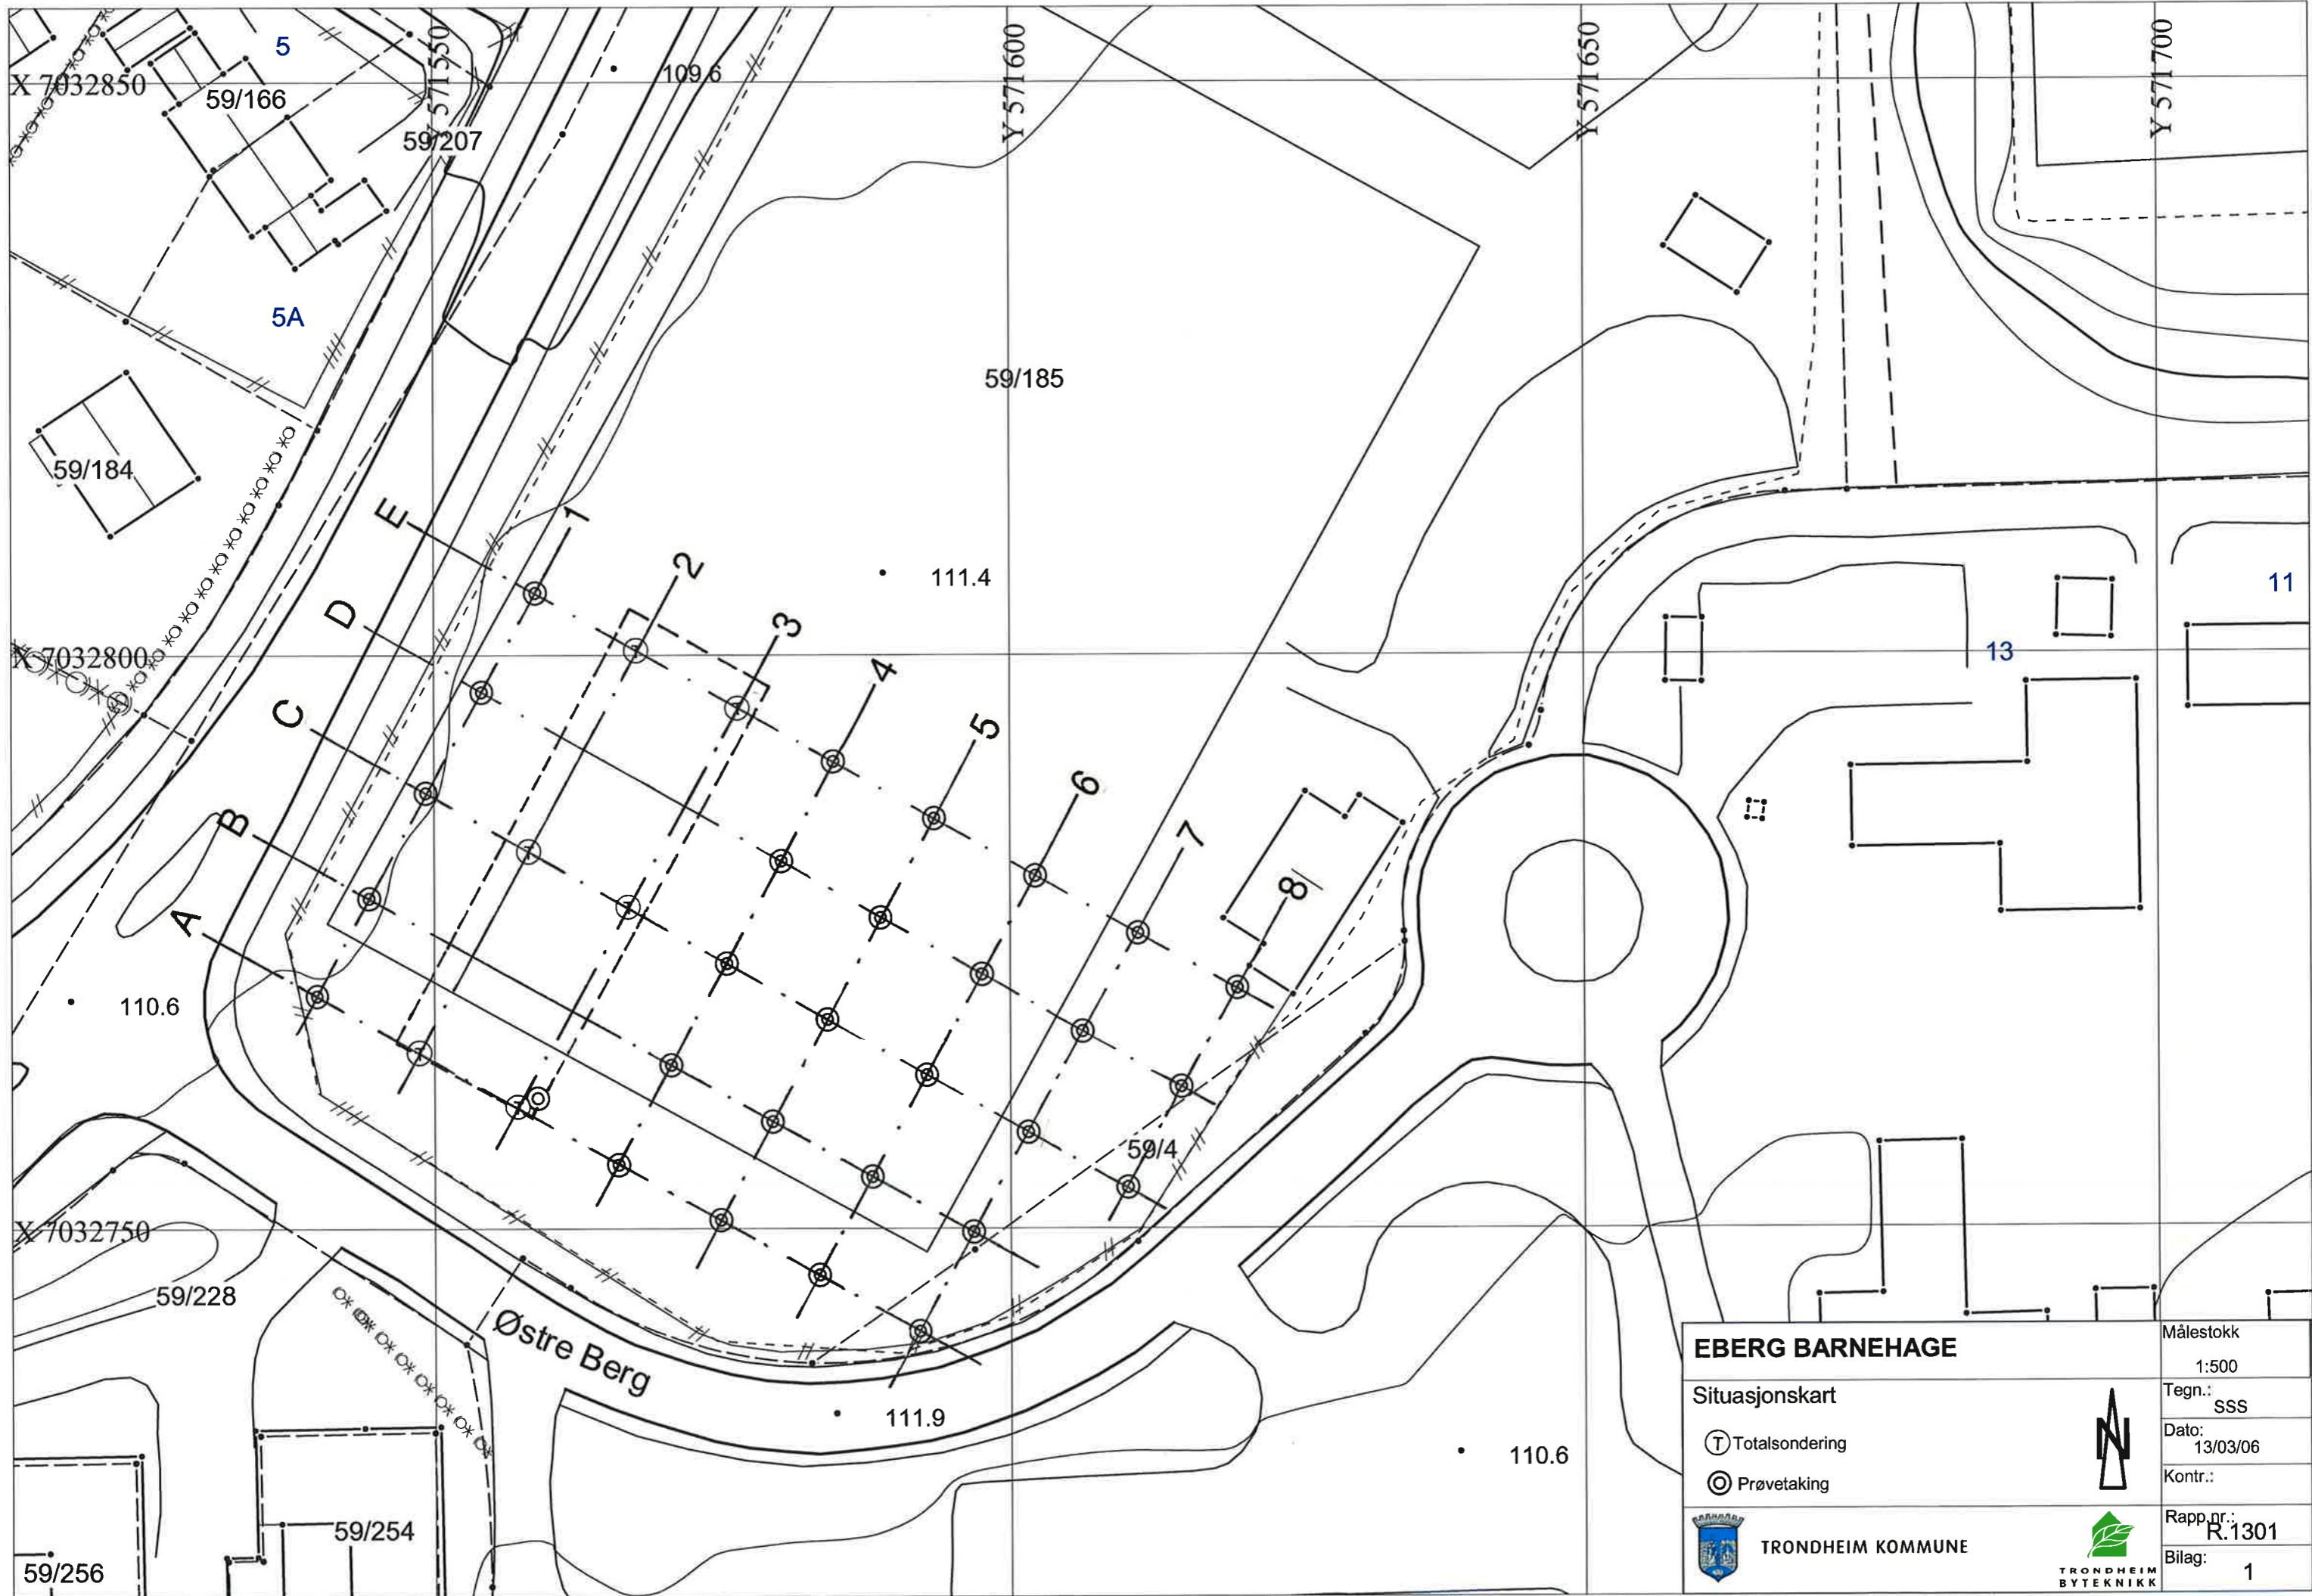 5
Y 571550
Y 571600
Y 571650
Y 571700
109.6
X 7032850
59/166
59/207
5A
59/185
59/184
E
1
2
111.4
11
D
3
X 7032800
13
4
C
5
6
B
7
8
A
110.6
59/4
X 7032750
59/228
Østre Berg
111.9
110.6
59/254
59/256
EBERG BARNEHAGE
Målestokk
1:500
Situasjonskart
Tegn.:
SSS
T Totalsondering
Dato:
13/03/06
Prøvetaking
Kontr.:
N
TRONDHEIM KOMMUNE
TRONDHEIM
BYTEKNIKK
Rapp.nr.:
R.1301
Bilag:
1